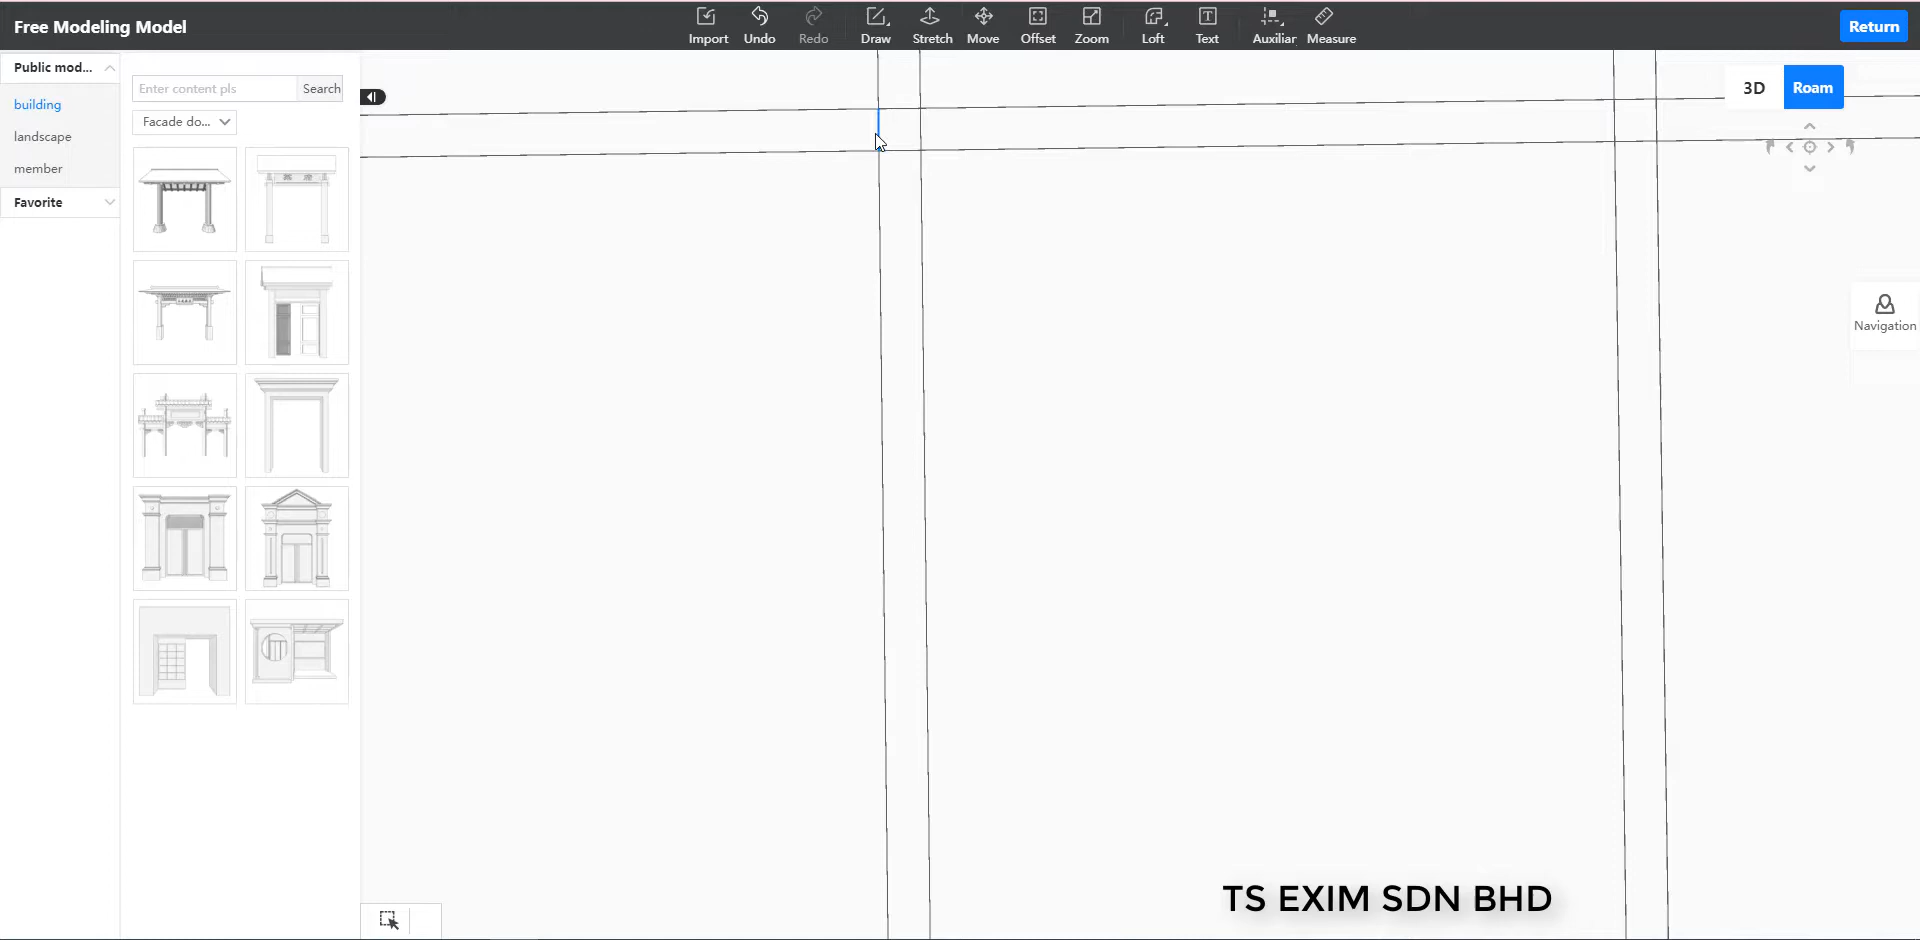 Free Modeling Model
Import
Undo
Redo
Draw
Stretch
Move
Offset
Zoom
Loft
Text
Auxiliar
Measure
Return
Public mod...
building
landscape
member
Favorite
Enter content pls
Search
Facade do...
3D
Roam
Navigation
TS EXIM SDN BHD